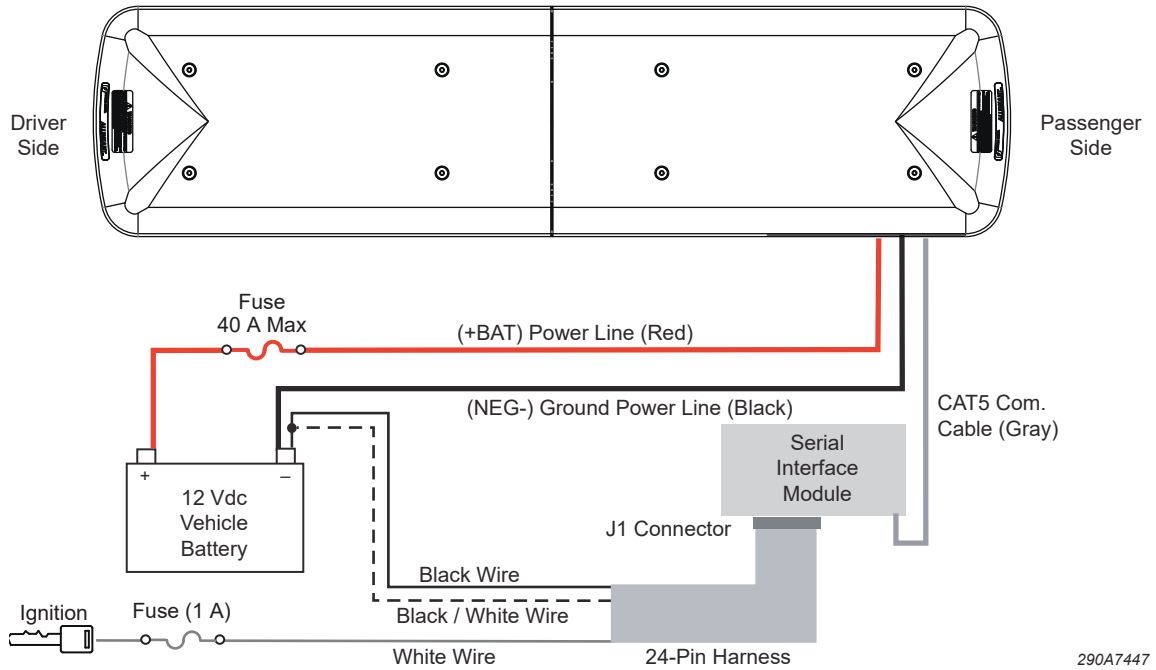 Driver
Side
Passenger
Side
Fuse
40 A Max
(+BAT) Power Line (Red)
(NEG-) Ground Power Line (Black)
CAT5 Com.
Cable (Gray)
Serial
Interface
Module
+
–
12 Vdc
Vehicle
Battery
J1 Connector
Black Wire
Black / White Wire
Ignition
Fuse (1 A)
White Wire
24-Pin Harness
290A7447